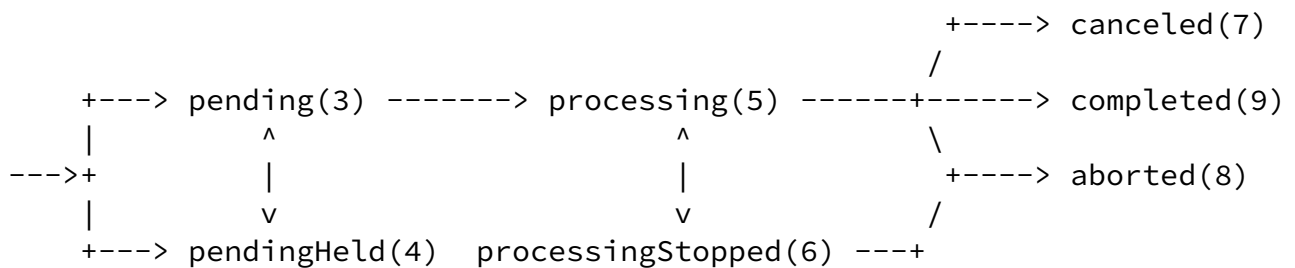 +----> canceled(7)
                                              /
    +---> pending(3) -------> processing(5) ------+------> completed(9)
    |         ^                     ^             \
--->+         |                     |              +----> aborted(8)
    |         v                     v             /
    +---> pendingHeld(4)  processingStopped(6) ---+